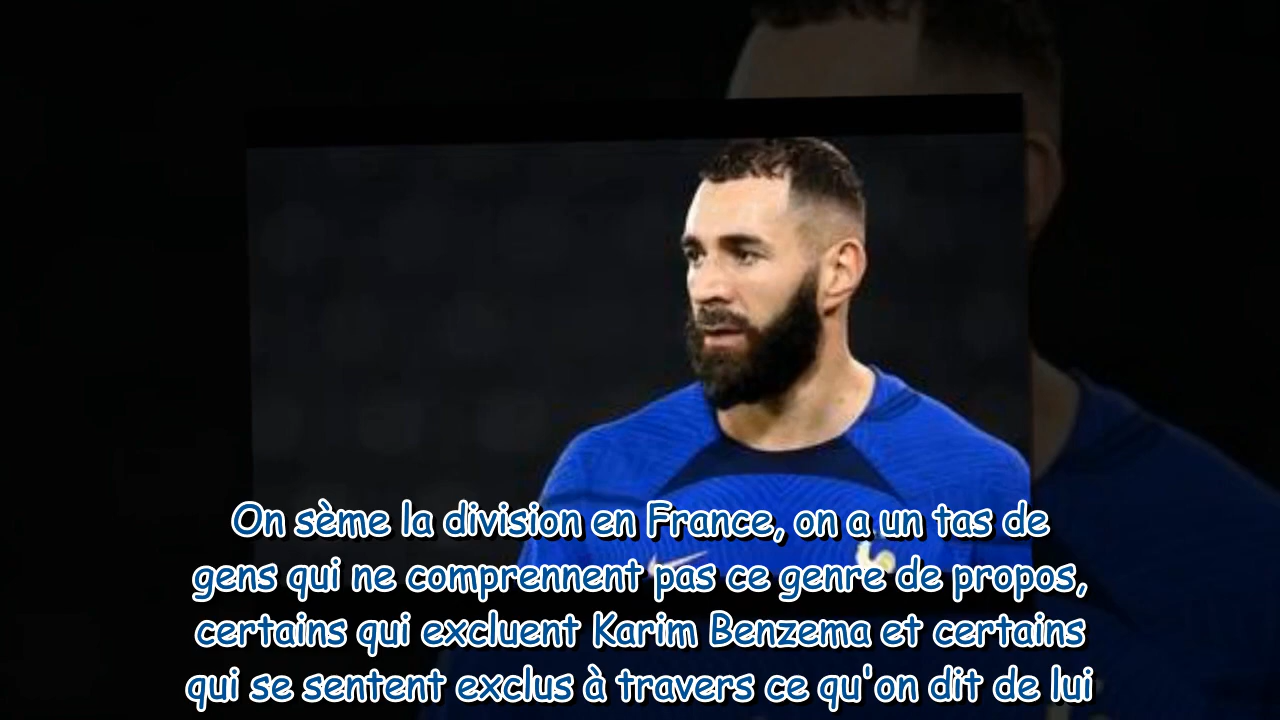 On sème la division en France, on a un tas de
gens qui ne comprennent pas ce genre de propos,
certains qui excluent Karim Benzema et certains
qui se sentent exclus à travers ce qu'on dit de lui